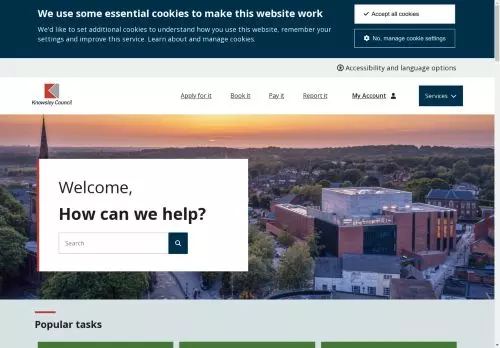 We use some essential cookies to make this website work
We'd like to set additional cookies to understand how you use this website, remember your
settings and improve this service. Learn about and manage cookies.
Accept all cookies
No, manage cookie settings
Accessibility and language options
Knowsley Council
Apply for it
Book it
Pay it
Report it
My Account
Services
Welcome,
How can we help?
Search
Popular tasks